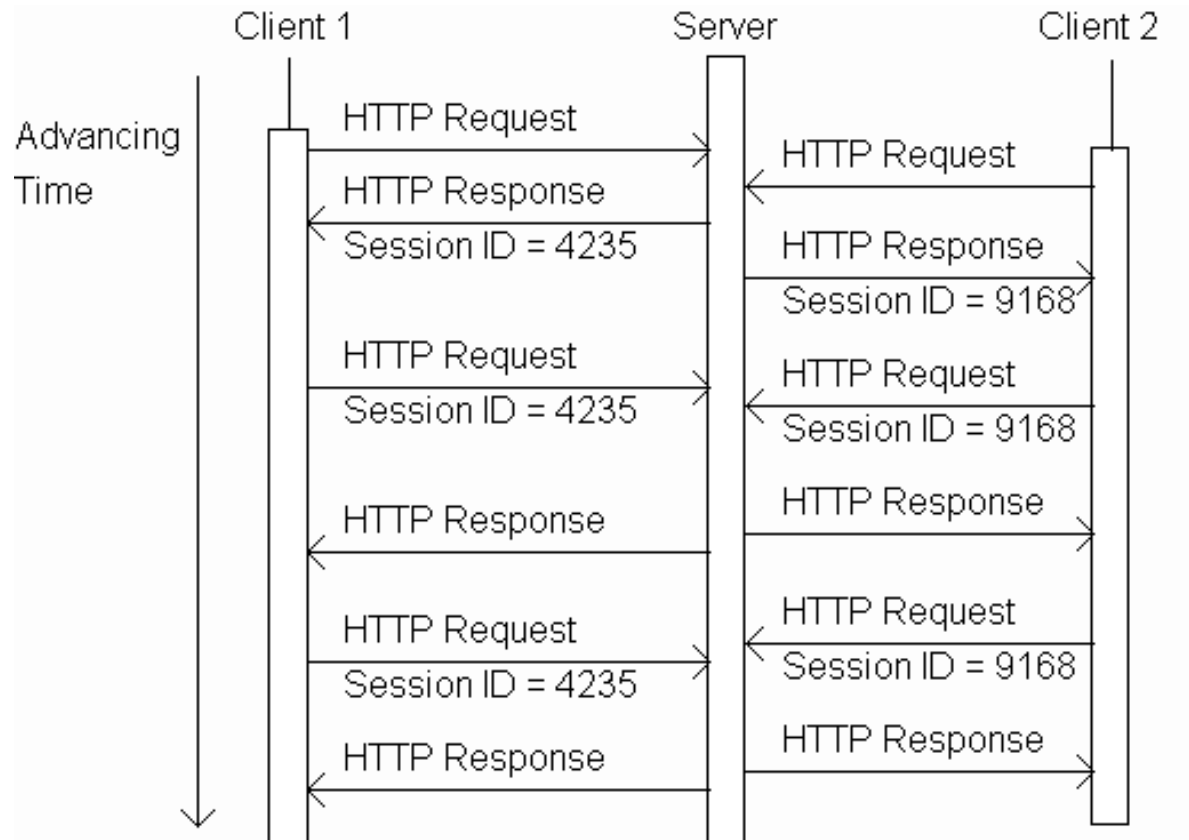 Client 1
Server
Client 2
Advancing
Time
HTTP Request
HTTP Request
HTTP Response
Session ID = 4235
HTTP Response
Session ID = 9168
HTTP Request
Session ID = 4235
HTTP Request
Session ID = 9168
HTTP Response
HTTP Response
HTTP Request
Session ID = 9168
HTTP Request
Session ID = 4235
HTTP Response
HTTP Response